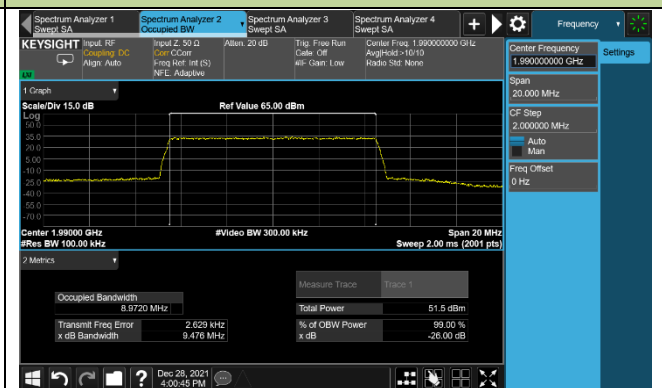 Spectrum Analyzer 1
Swept SA
Spectrum Analyzer 2
Occupied BW
Spectrum Analyzer 3
Swept SA
Spectrum Analyzer 4
Swept SA
+
Frequency
KEYSIGHT
Input: RF
Coupling: DC
Align: Auto
Input Z: 50 Ω
Corr CCorr
Freq Ref: Int (S)
NFE: Adaptive
Atten: 20 dB
Trig: Free Run
Gate: Off
#IF Gain: Low
Center Freq: 1.990000000 GHz
Avg|Hold:>10/10
Radio Std: None
Center Frequency
1.990000000 GHz
Settings
Span
20.000 MHz
CF Step
2.000000 MHz
Auto
Man
Freq Offset
0 Hz
1 Graph
Scale/Div 15.0 dB
Ref Value 65.00 dBm
Log
50.0
35.0
20.0
5.00
-10.0
-25.0
-40.0
-55.0
-70.0
Center 1.99000 GHz
#Video BW 300.00 kHz
Span 20 MHz
#Res BW 100.00 kHz
Sweep 2.00 ms (2001 pts)
2 Metrics
Measure Trace
Trace 1
Occupied Bandwidth
8.9720 MHz
Total Power
51.5 dBm
Transmit Freq Error
2.629 kHz
% of OBW Power
99.00 %
x dB Bandwidth
9.476 MHz
x dB
-26.00 dB
?
Dec 28, 2021
4:00:45 PM